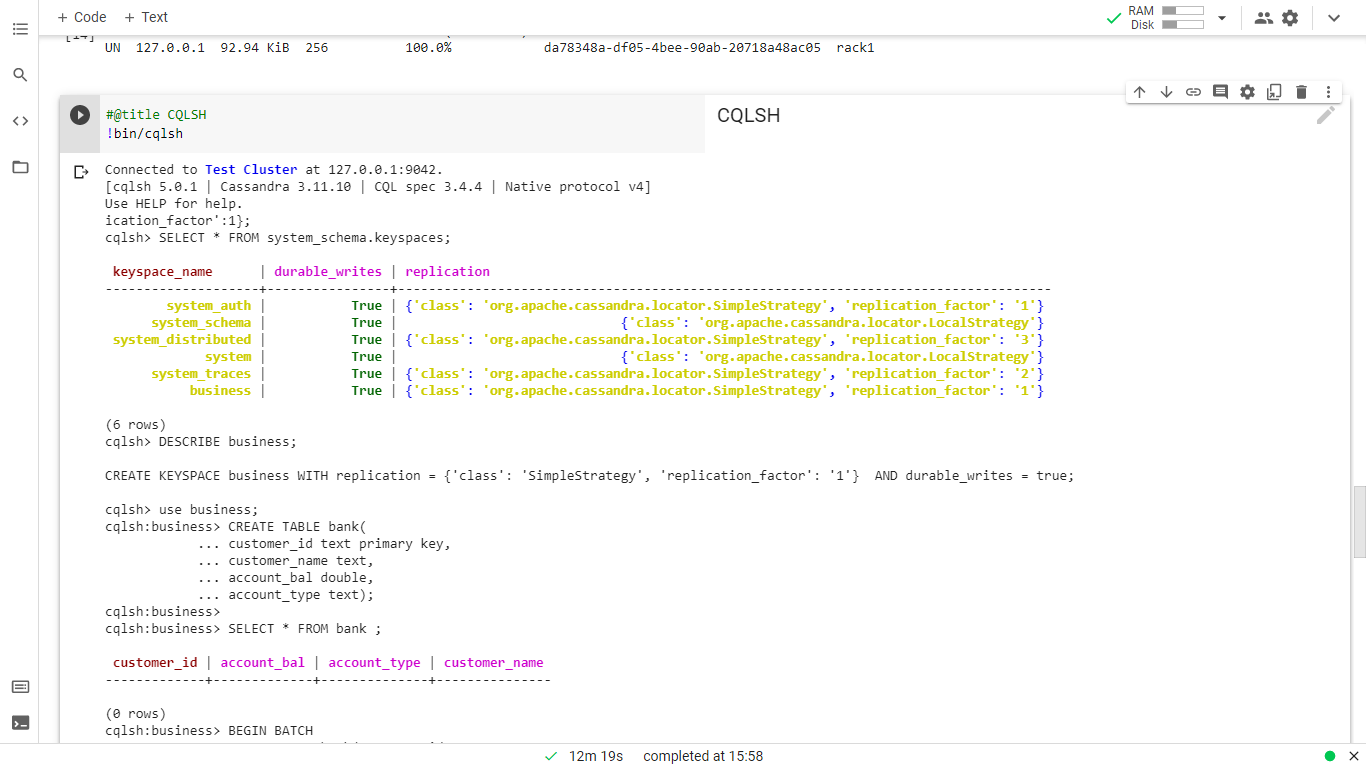 + Code + Text
RAM
Disk
[14]
UN 127.0.0.1 92.94 KiB 256 100.0% da78348a-df05-4bee-90ab-20718a48ac05 rack1
#@title CQLSH
!bin/cqlsh
CQLSH
Connected to Test Cluster at 127.0.0.1:9042.
[cqlsh 5.0.1 | Cassandra 3.11.10 | CQL spec 3.4.4 | Native protocol v4]
Use HELP for help.
ication_factor':1};
cqlsh> SELECT * FROM system_schema.keyspaces;
keyspace_name | durable_writes | replication
--------------------+----------------+-------------------------------------------------------------------------------------
system_auth | True | {'class': 'org.apache.cassandra.locator.SimpleStrategy', 'replication_factor': '1'}
system_schema | True | {'class': 'org.apache.cassandra.locator.LocalStrategy'}
system_distributed | True | {'class': 'org.apache.cassandra.locator.SimpleStrategy', 'replication_factor': '3'}
system | True | {'class': 'org.apache.cassandra.locator.LocalStrategy'}
system_traces | True | {'class': 'org.apache.cassandra.locator.SimpleStrategy', 'replication_factor': '2'}
business | True | {'class': 'org.apache.cassandra.locator.SimpleStrategy', 'replication_factor': '1'}
(6 rows)
cqlsh> DESCRIBE business;
CREATE KEYSPACE business WITH replication = {'class': 'SimpleStrategy', 'replication_factor': '1'}  AND durable_writes = true;
cqlsh> use business;
cqlsh:business> CREATE TABLE bank(
... customer_id text primary key,
... customer_name text,
... account_bal double,
... account_type text);
cqlsh:business>
cqlsh:business> SELECT * FROM bank ;
customer_id | account_bal | account_type | customer_name
-------------+-------------+--------------+---------------
(0 rows)
cqlsh:business> BEGIN BATCH
12m 19s completed at 15:58